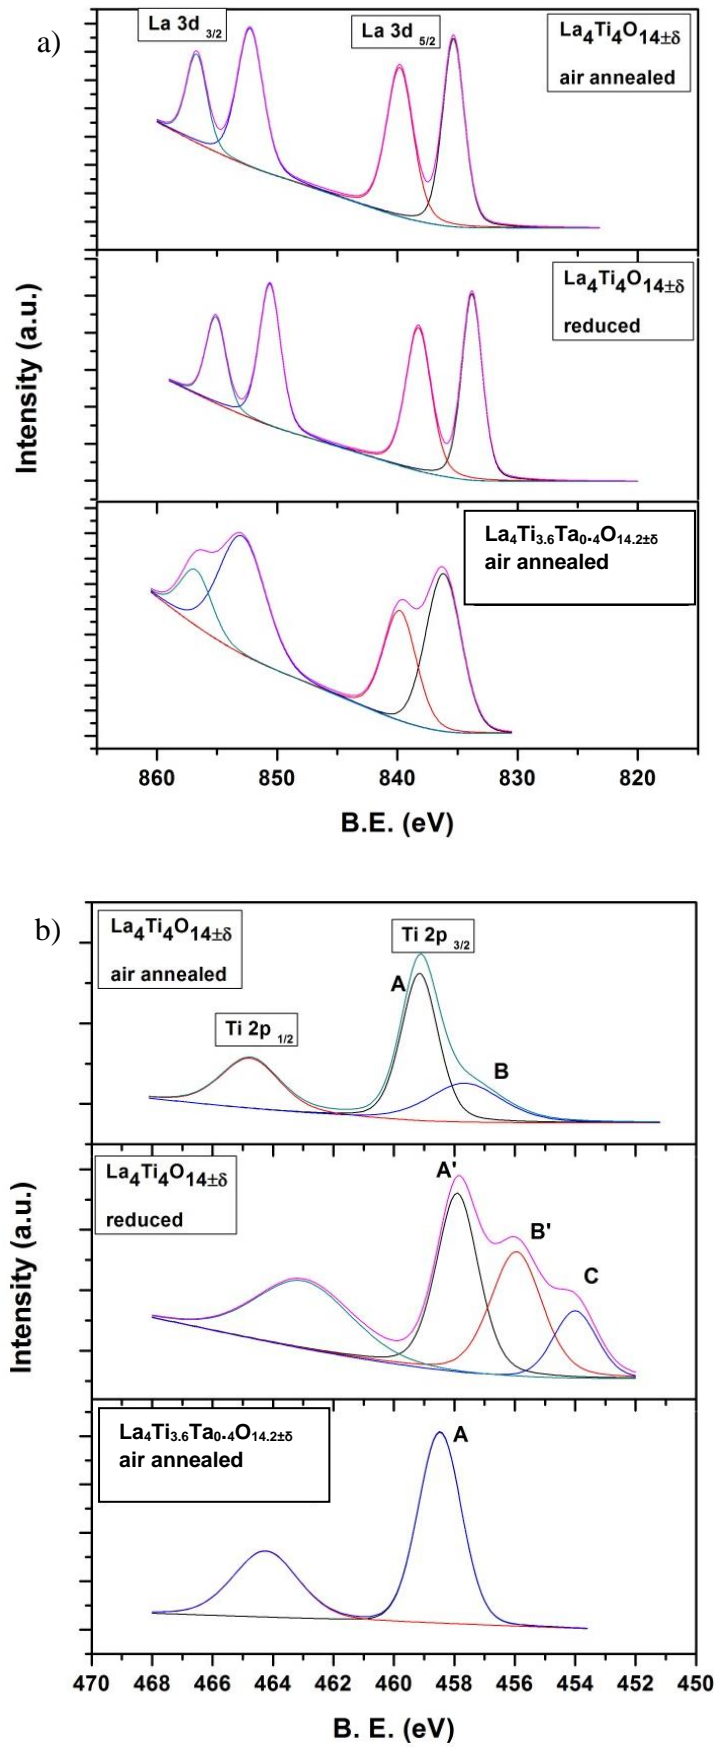 a)
La 3d 3/2
La 3d 5/2
La4Ti4O14±δ
air annealed
La4Ti4O14±δ
reduced
La4Ti3.6Ta0.4O14.2±δ
air annealed
Intensity (a.u.)
860 850 840 830 820
B.E. (eV)
b)
La4Ti4O14±δ
air annealed
Ti 2p 3/2
A
Ti 2p 1/2
B
La4Ti4O14±δ
reduced
A'
B'
C
La4Ti3.6Ta0.4O14.2±δ
air annealed
A
Intensity (a.u.)
470 468 466 464 462 460 458 456 454 452 450
B. E. (eV)